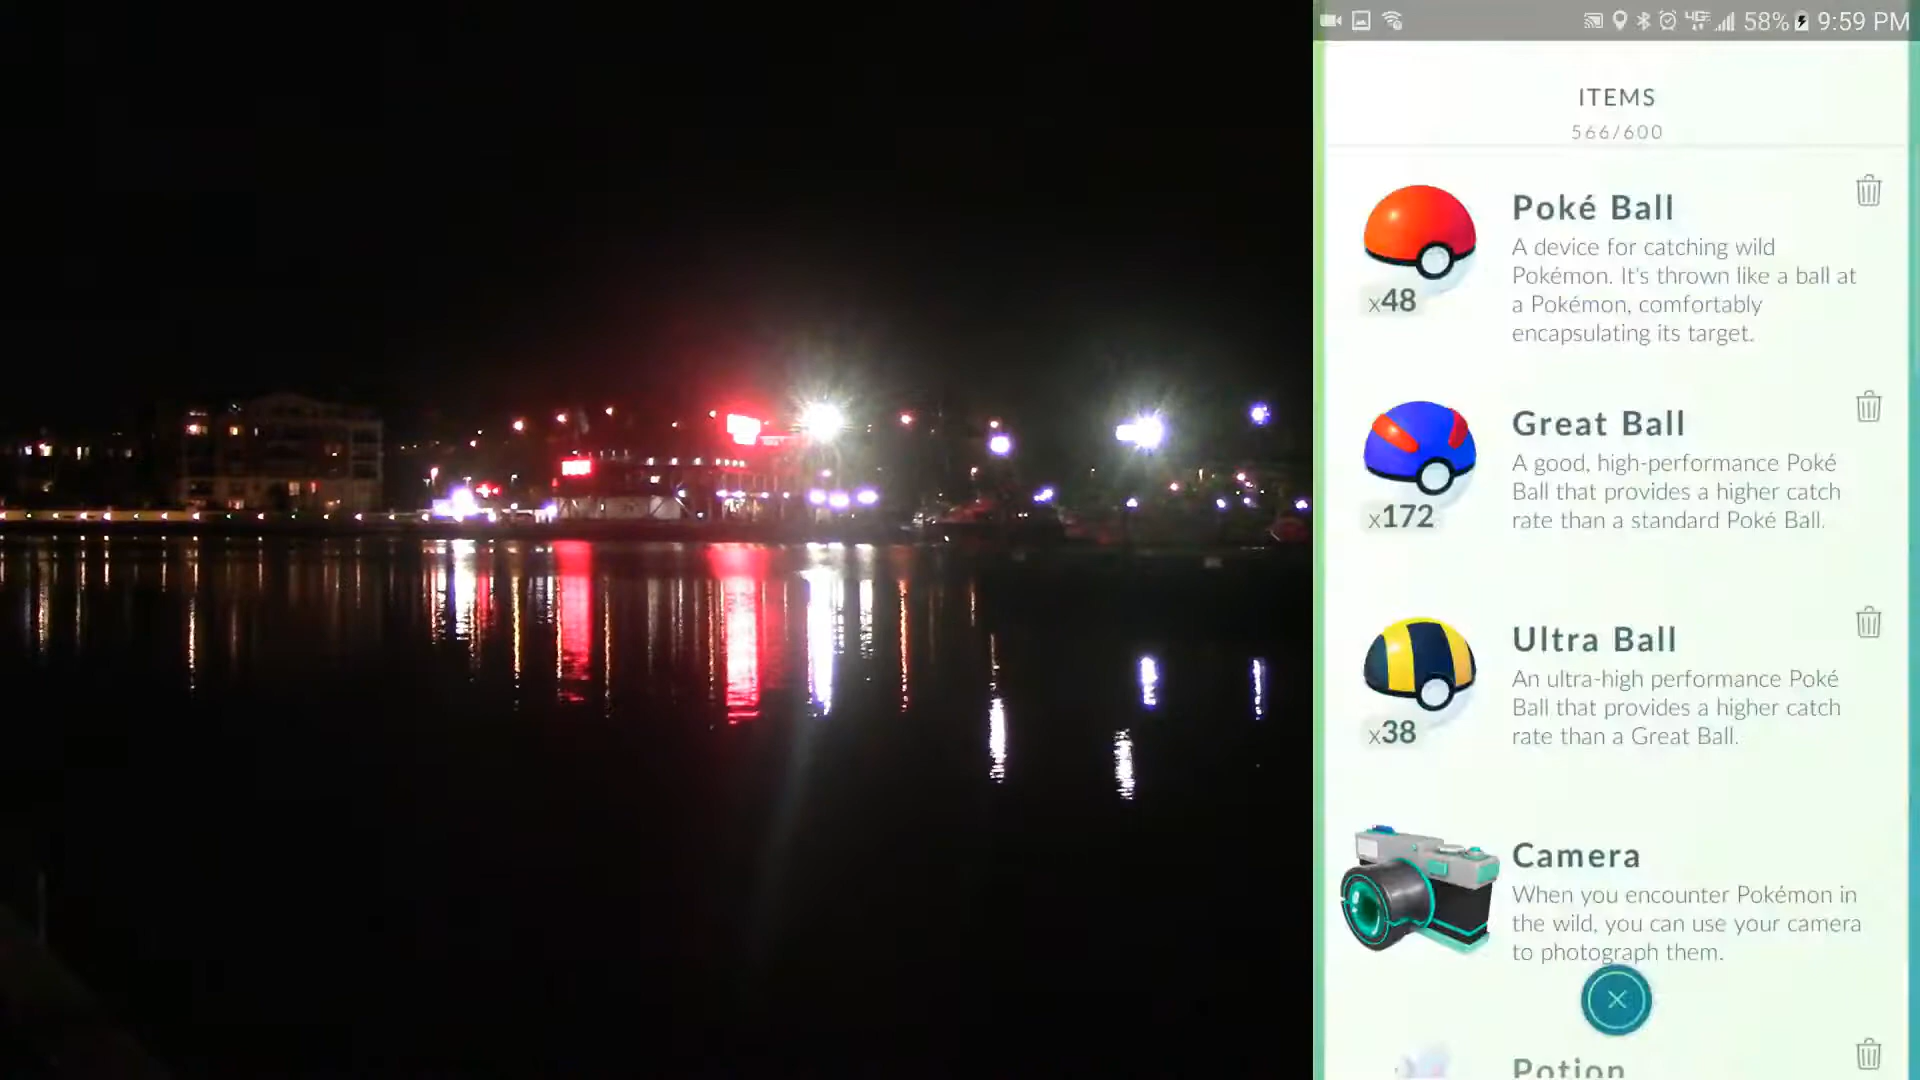 58% 9:59 PM
ITEMS
566/600
Poké Ball
A device for catching wild
Pokémon. It's thrown like a ball at
a Pokémon, comfortably
encapsulating its target.
x48
Great Ball
A good, high-performance Poké
Ball that provides a higher catch
rate than a standard Poké Ball.
x172
Ultra Ball
An ultra-high performance Poké
Ball that provides a higher catch
rate than a Great Ball.
x38
Camera
When you encounter Pokémon in
the wild, you can use your camera
to photograph them.
Potion